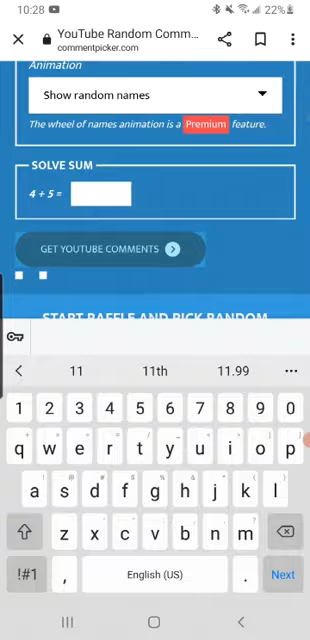 10:28
22%
YouTube Random Comm...
commentpicker.com
Animation
Show random names
The wheel of names animation is a Premium feature.
SOLVE SUM
4 + 5 =
GET YOUTUBE COMMENTS
START RAFFLE AND PICK RANDOM
11 11th 11.99
1 2 3 4 5 6 7 8 9 0
q w e r t y u i o p
a s d f g h j k l
z x c v b n m
!#1 , English (US) . Next